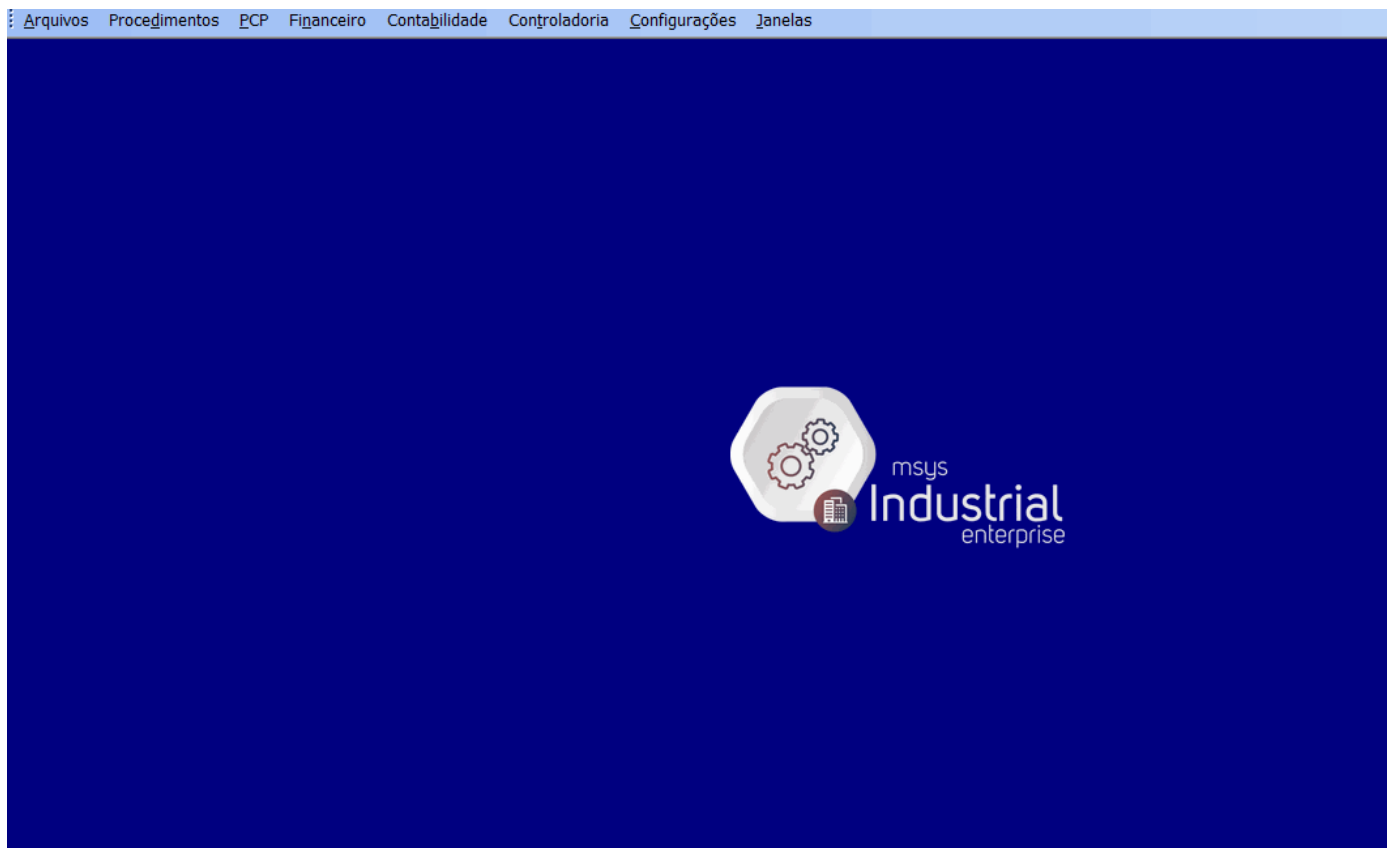 Arquivos Procedimentos PCP Financeiro Contabilidade Controladoria Configurações Janelas
msys
Industrial
enterprise